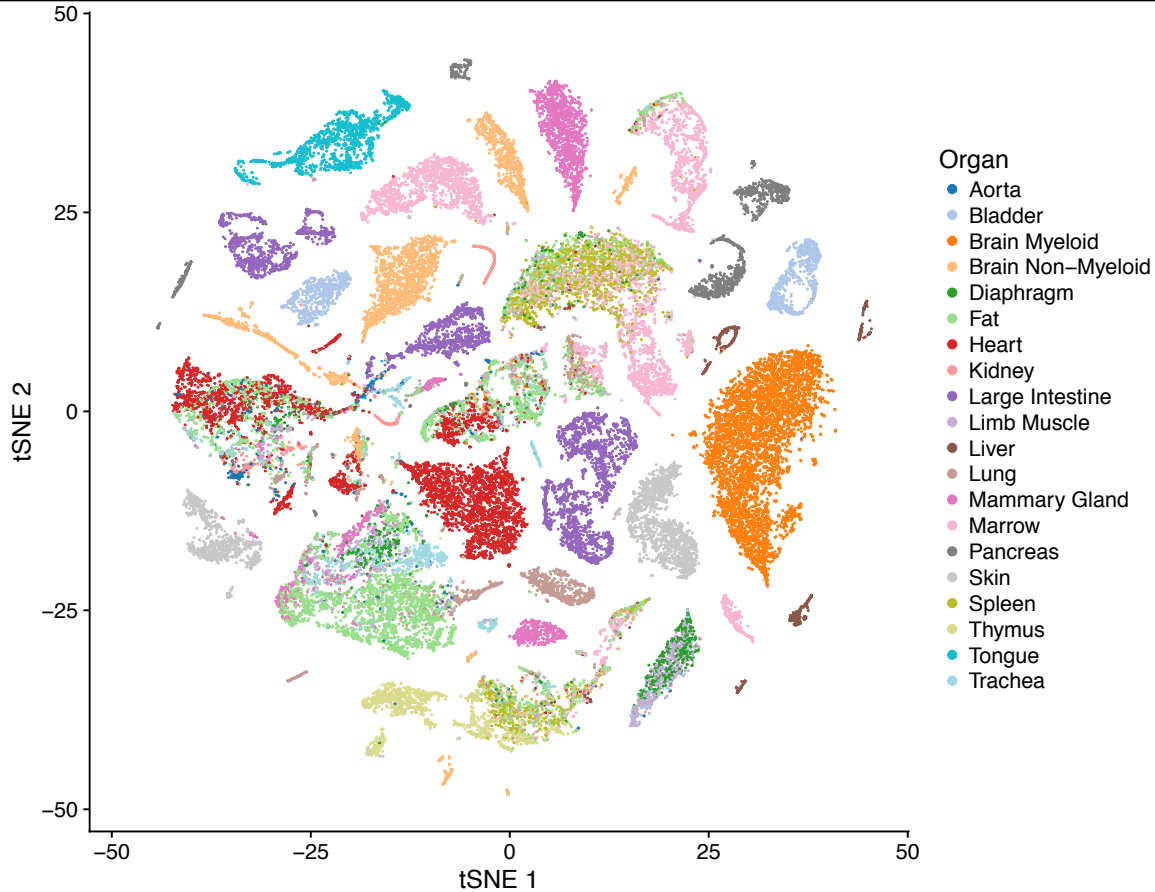 50
25
0
−25
−50
tSNE 2
−50
−25
0
25
50
tSNE 1
Organ
Aorta
Bladder
Brain Myeloid
Brain Non−Myeloid
Diaphragm
Fat
Heart
Kidney
Large Intestine
Limb Muscle
Liver
Lung
Mammary Gland
Marrow
Pancreas
Skin
Spleen
Thymus
Tongue
Trachea